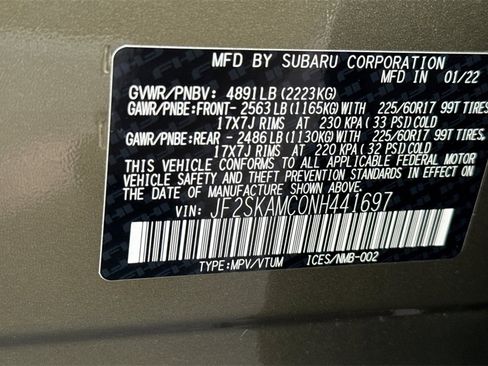 MFD BY SUBARU CORPORATION
MFD IN 01/22
GVWR/PNBV: 4891LB (2223KG)
GAWR/PNBE:FRONT- 2563LB (1165KG) WITH 225/60R17 99T TIRES,
17X7J RIMS AT 230 KPA (33 PSI) COLD
GAWR/PNBE:REAR - 2486LB (1130KG) WITH 225/60R17 99T TIRES,
17X7J RIMS AT 220 KPA (32 PSI) COLD
THIS VEHICLE CONFORMS TO ALL APPLICABLE FEDERAL MOTOR
VEHICLE SAFETY AND THEFT PREVENTION STANDARDS IN EFFECT ON
THE DATE OF MANUFACTURE SHOWN ABOVE.
VIN: JF2SKAMC0NH441697
TYPE:MPV/VTUM ICES/NMB-002